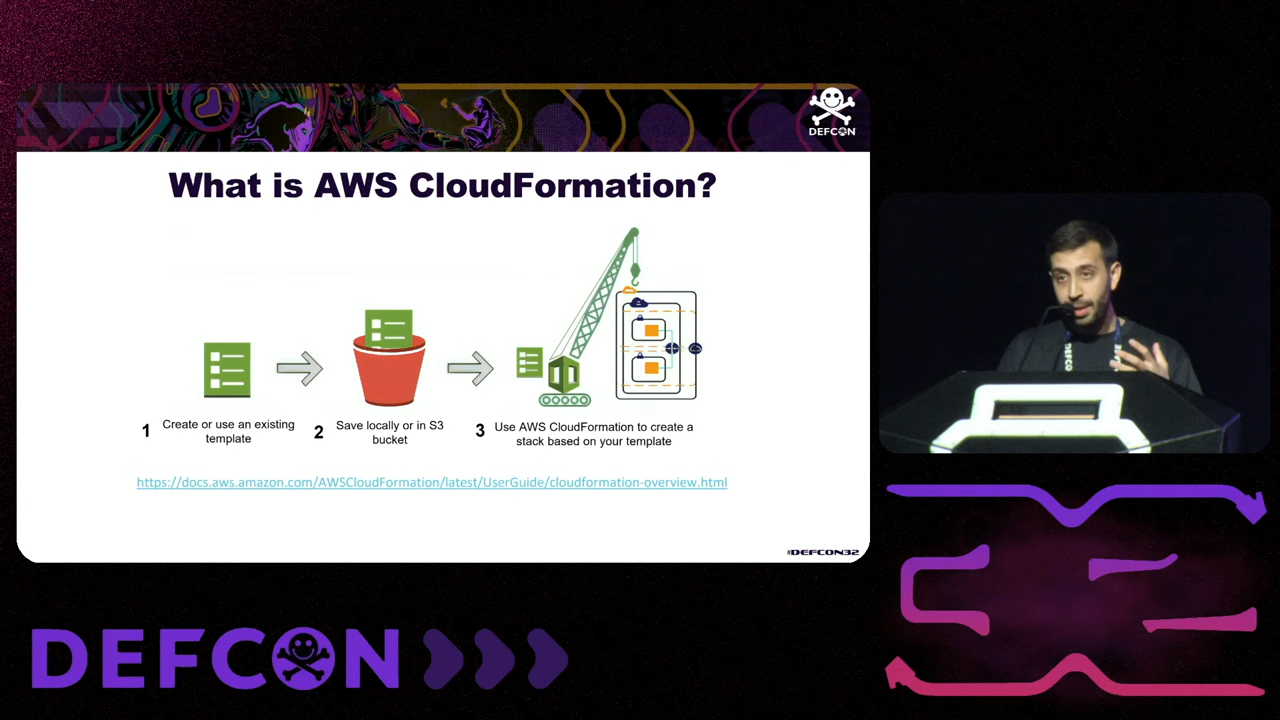 DEFCON
What is AWS CloudFormation?
1 Create or use an existing
template
2 Save locally or in S3
bucket
3 Use AWS CloudFormation to create a
stack based on your template
https://docs.aws.amazon.com/AWSCloudFormation/latest/UserGuide/cloudformation-overview.html
#DEFCON32
DEFCO
DEFCON